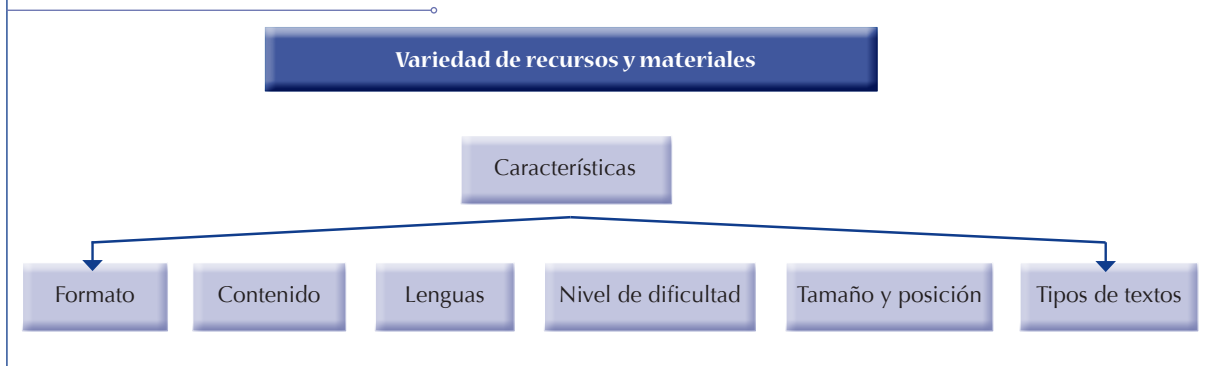 Variedad de recursos y materiales
Características
Formato
Contenido
Lenguas
Nivel de dificultad
Tamaño y posición
Tipos de textos